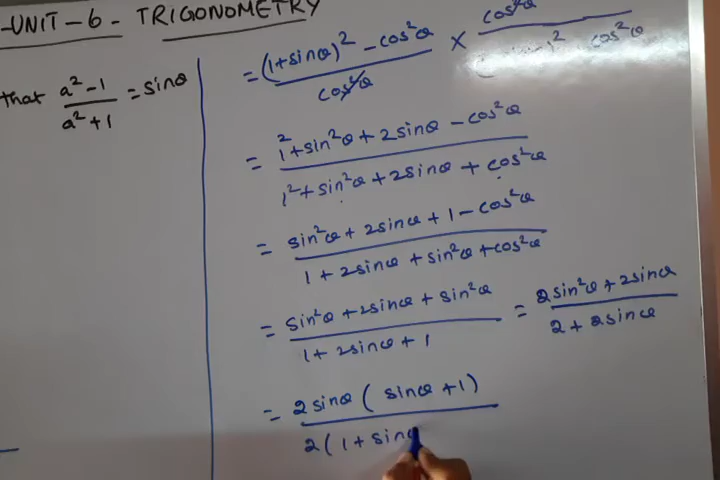 -UNIT-6- TRIGONOMETRY
that (a²-1)/(a²+1) = sinθ
= ((1+sinθ)² - cos²θ)/cos²θ × cos²θ/( )² cos²θ
= (1² + sin²θ + 2sinθ - cos²θ)/(1² + sin²θ + 2sinθ + cos²θ)
= (sin²θ + 2sinθ + 1 - cos²θ)/(1 + 2sinθ + sin²θ + cos²θ)
= (sin²θ + 2sinθ + sin²θ)/(1 + 2sinθ + 1) = (2sin²θ + 2sinθ)/(2 + 2sinθ)
= 2sinθ(sinθ + 1)/2(1 + sinθ